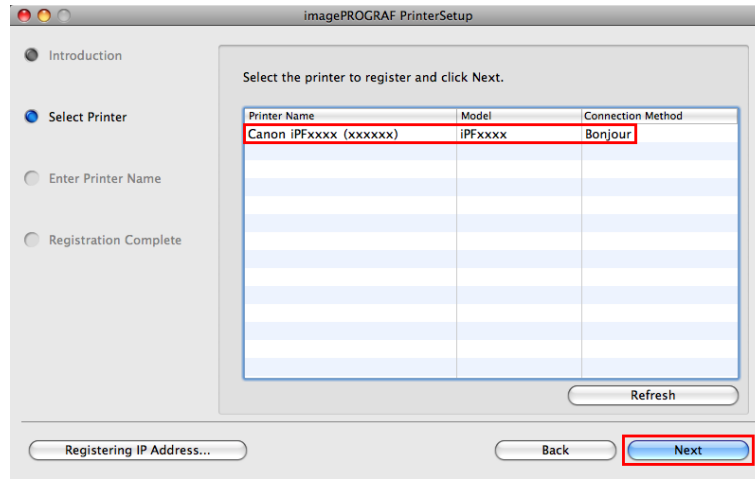 imagePROGRAF PrinterSetup
Introduction
Select Printer
Enter Printer Name
Registration Complete
Select the printer to register and click Next.
Printer Name Model Connection Method
Canon iPFxxxx (xxxxxx) iPFxxxx Bonjour
Refresh
Registering IP Address... Back Next